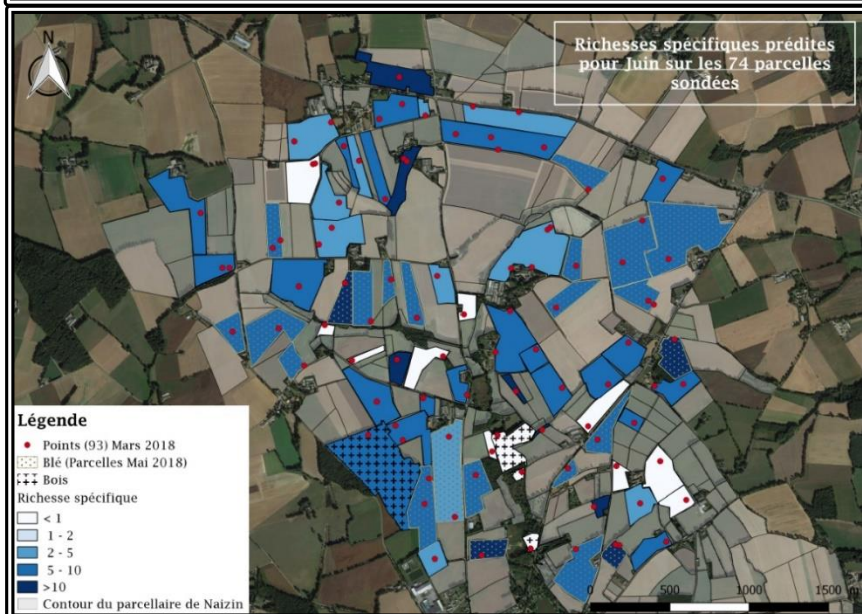 N
Richesses spécifiques prédites
pour Juin sur les 74 parcelles
sondées
Légende
Points (93) Mars 2018
Blé (Parcelles Mai 2018)
Bois
Richesse spécifique
< 1
1 - 2
2 - 5
5 - 10
>10
Contour du parcellaire de Naizin
0 500 1000 1500 m